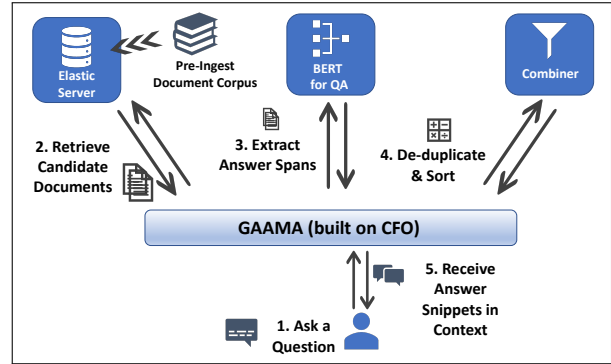 Elastic
Server
Pre-Ingest
Document Corpus
BERT
for QA
Combiner
2. Retrieve
Candidate
Documents
3. Extract
Answer Spans
4. De-duplicate
& Sort
GAAMA (built on CFO)
1. Ask a
Question
5. Receive
Answer
Snippets in
Context